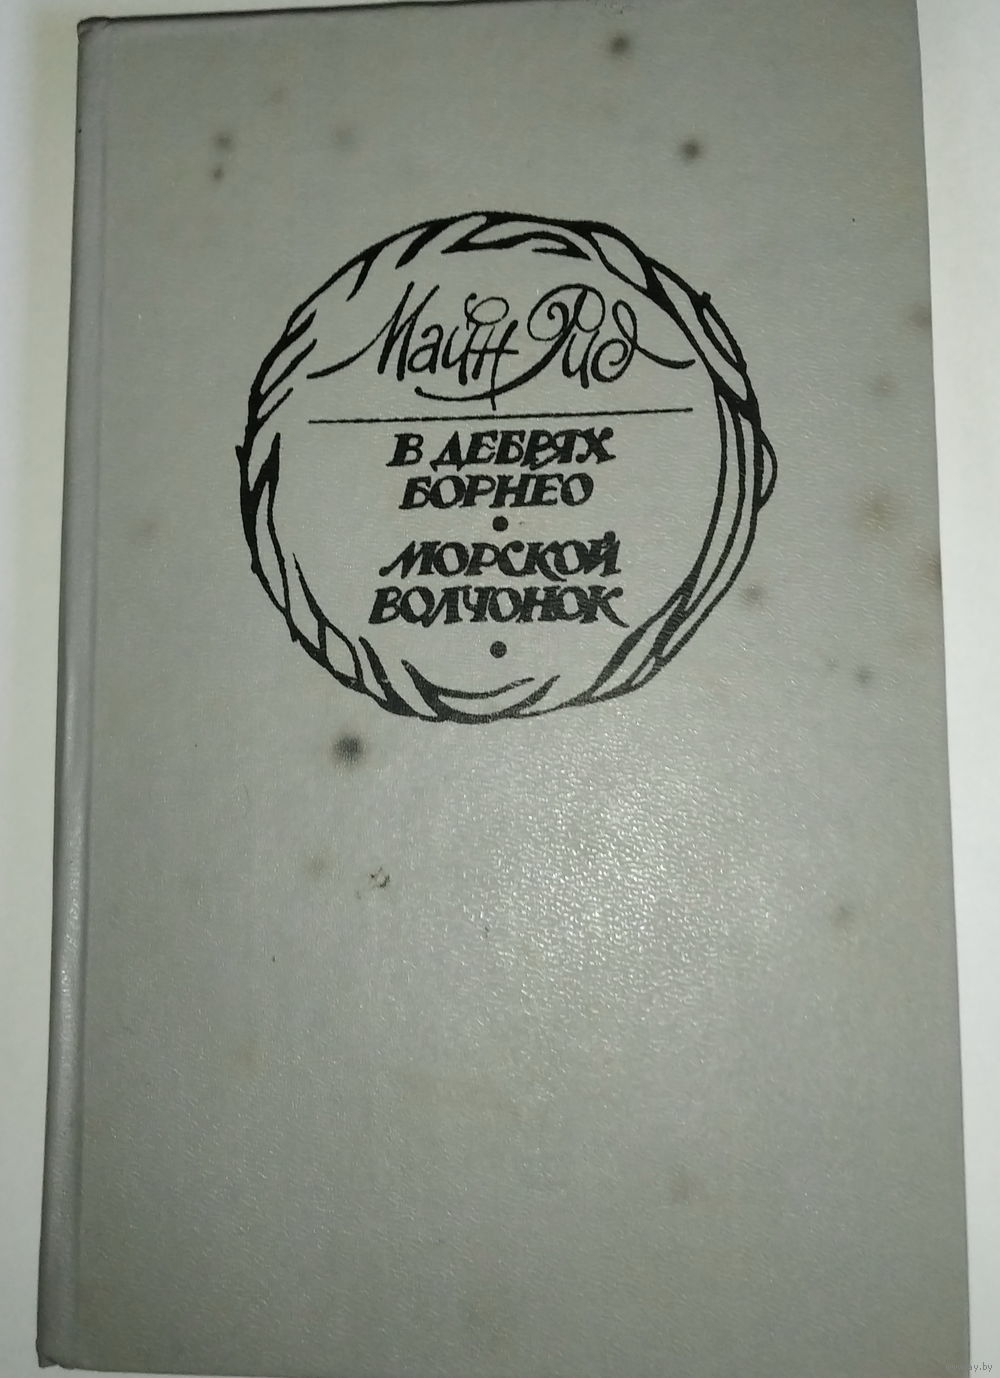 Майн Рид
В ДЕБРЯХ
БОРНЕО
•
МОРСКОЙ
ВОЛЧОНОК
•